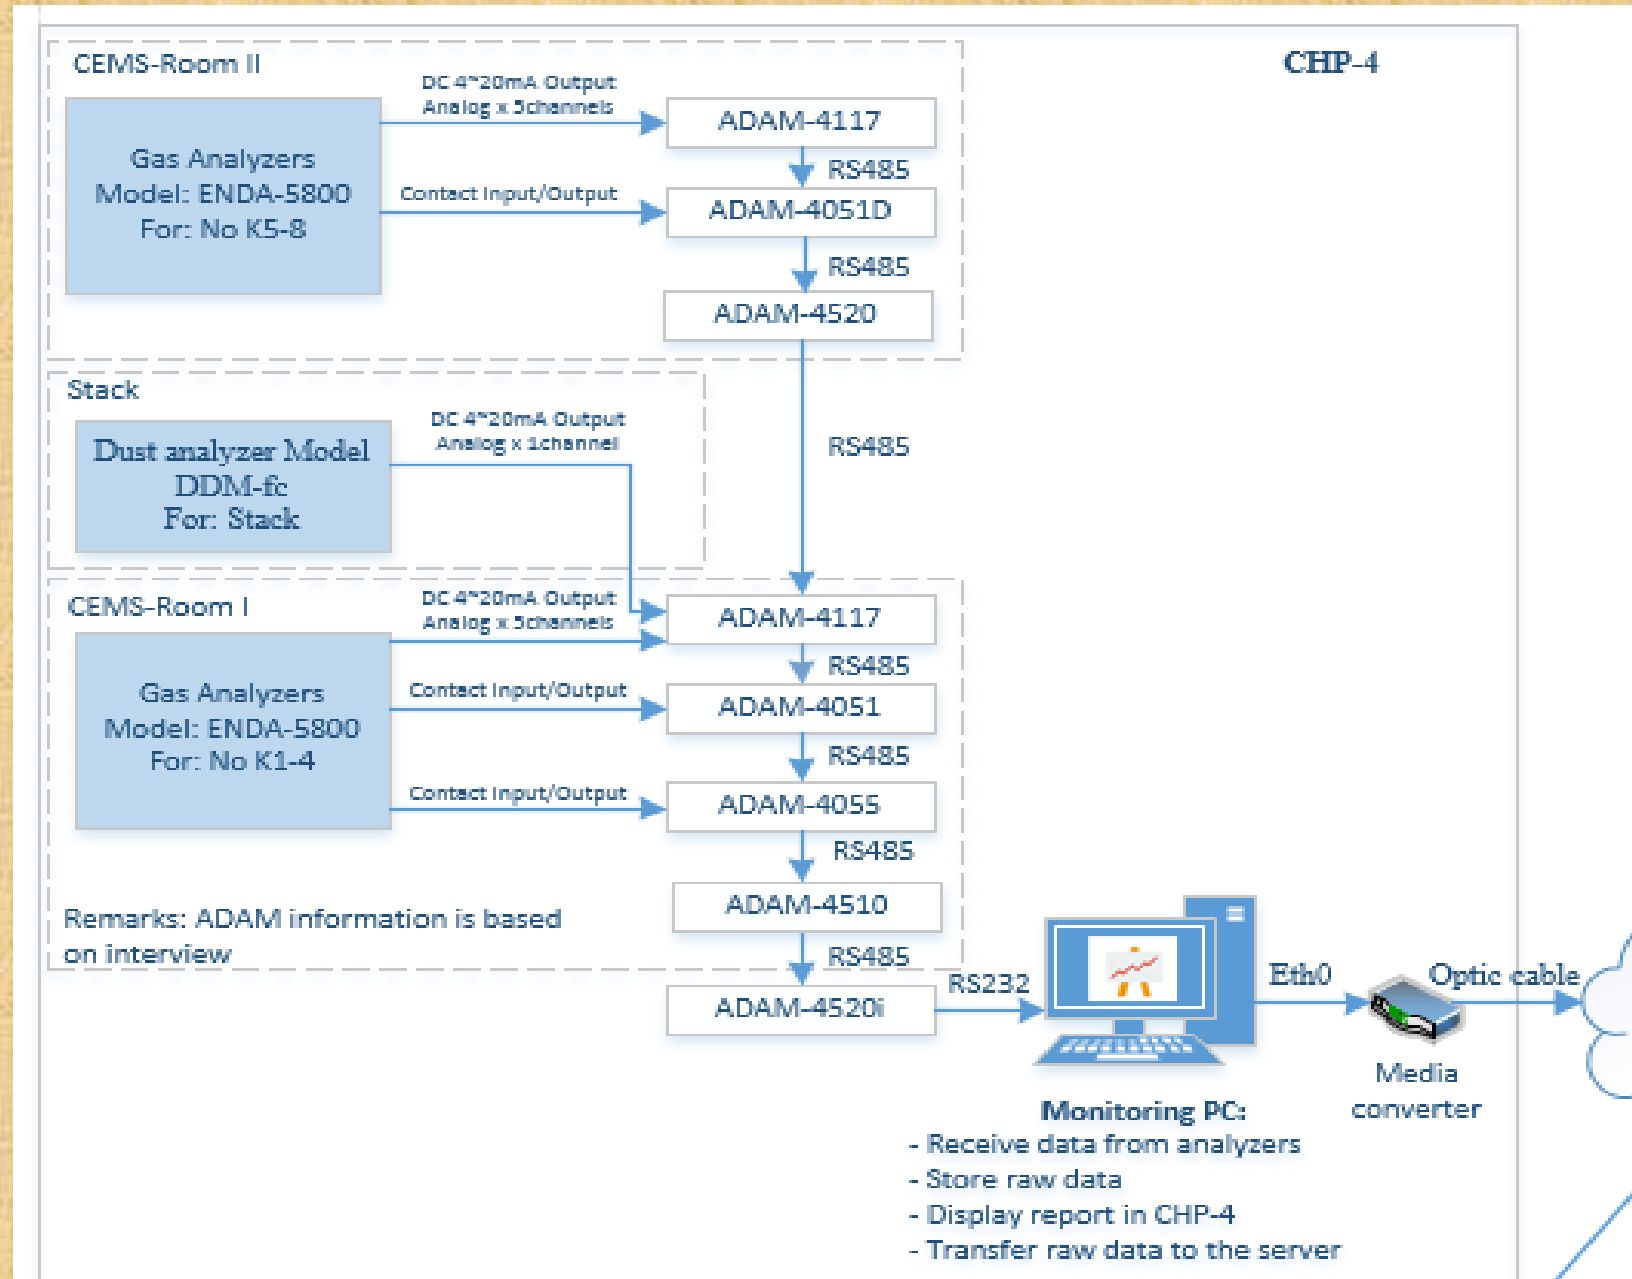 CHP-4
CEMS-Room II
DC 4~20mA Output
Analog x 5channels
Gas Analyzers
Model: ENDA-5800
For: No K5-8
Contact Input/Output
ADAM-4117
RS485
ADAM-4051D
RS485
ADAM-4520
RS485
Stack
DC 4~20mA Output
Analog x 1channel
Dust analyzer Model
DDM-fc
For: Stack
CEMS-Room I
DC 4~20mA Output
Analog x 5channels
Gas Analyzers
Model: ENDA-5800
For: No K1-4
Contact Input/Output
Contact Input/Output
ADAM-4117
RS485
ADAM-4051
RS485
ADAM-4055
RS485
ADAM-4510
RS485
ADAM-4520i
Remarks: ADAM information is based
on interview
RS232
Eth0
Optic cable
Media
converter
Monitoring PC:
- Receive data from analyzers
- Store raw data
- Display report in CHP-4
- Transfer raw data to the server